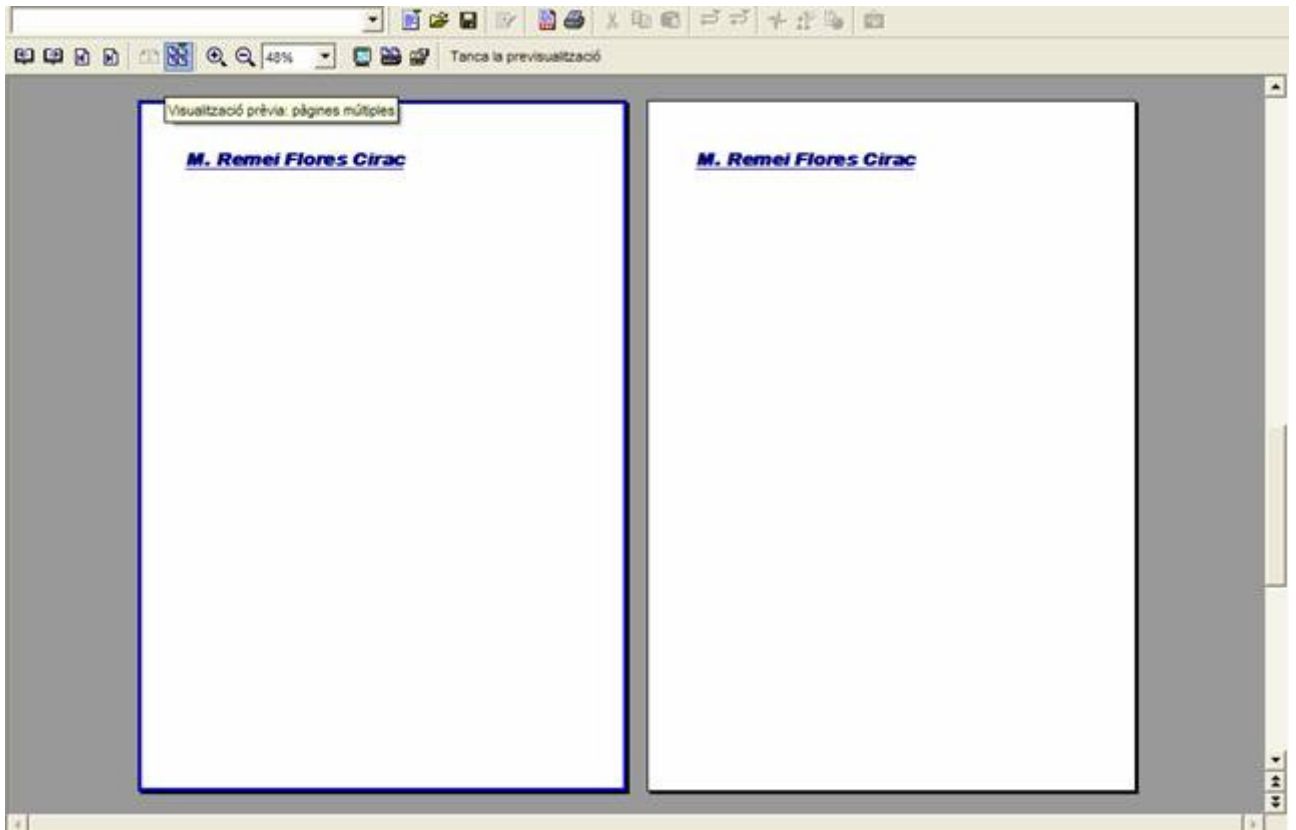 48%
Tanca la previsualització
Visualització prèvia: pàgines múltiples
M. Remei Flores Cirac
M. Remei Flores Cirac